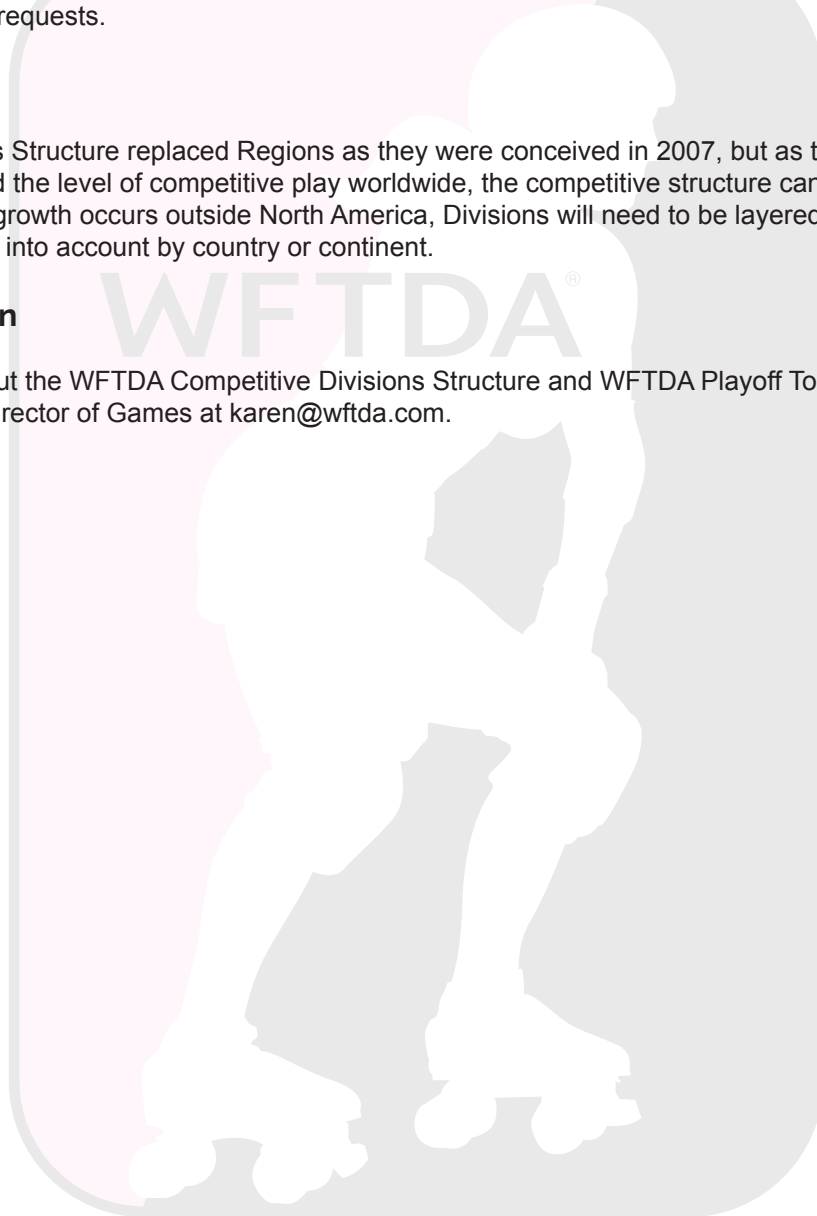 requests.
s Structure replaced Regions as they were conceived in 2007, but as t
d the level of competitive play worldwide, the competitive structure can
growth occurs outside North America, Divisions will need to be layered
into account by country or continent.
WFTDA®
n
ut the WFTDA Competitive Divisions Structure and WFTDA Playoff To
rector of Games at karen@wftda.com.